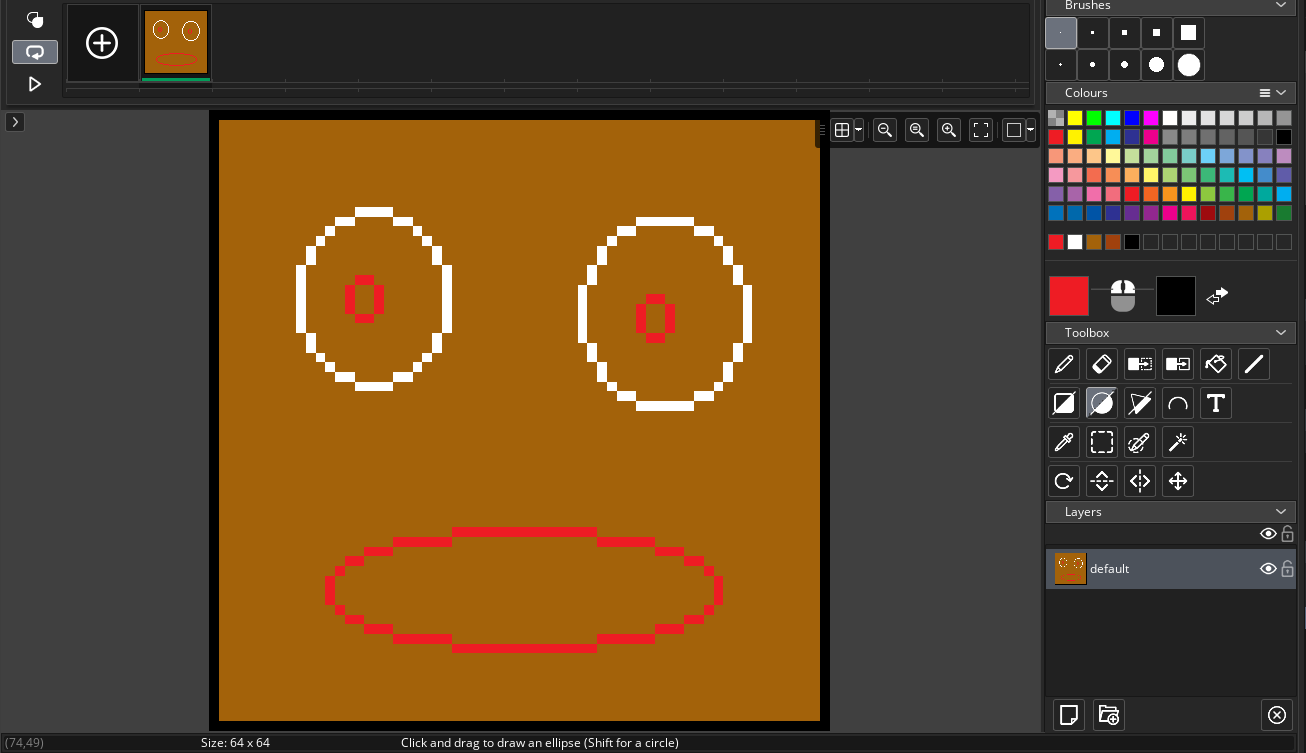 Brushes
Colours
Toolbox
T
Layers
default
(74,49)
Size: 64 x 64
Click and drag to draw an ellipse (Shift for a circle)